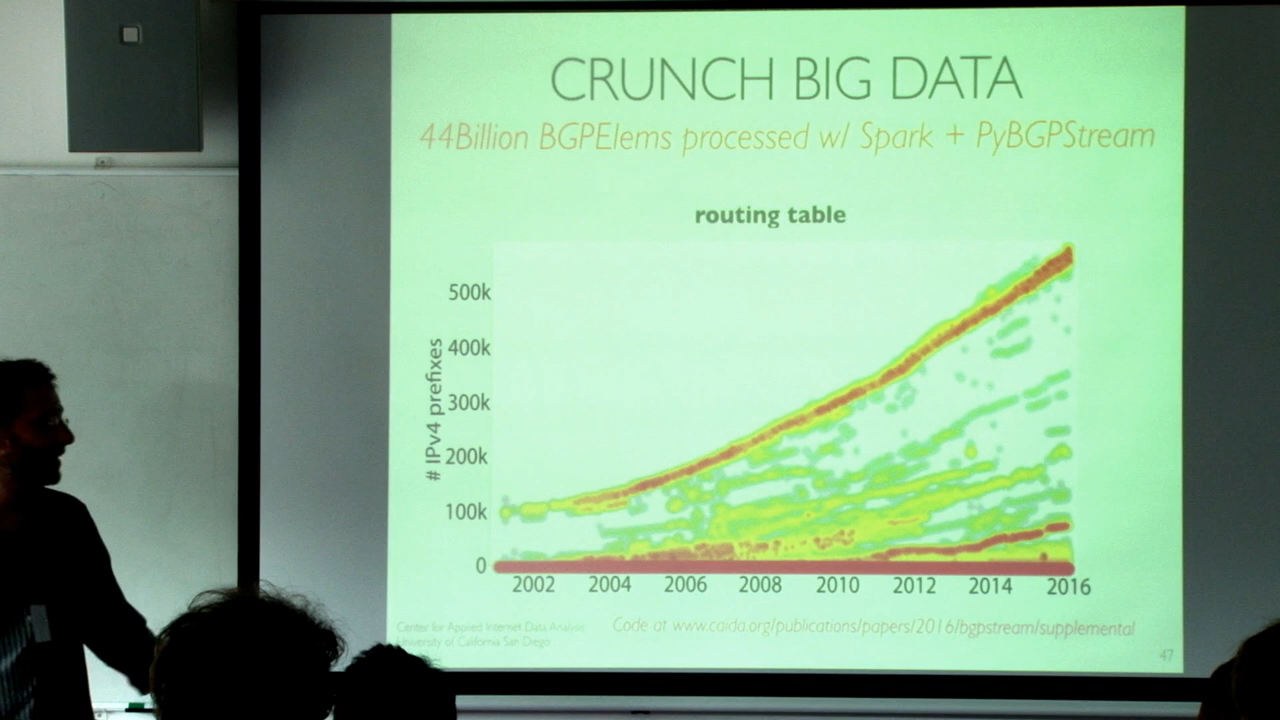 CRUNCH BIG DATA
44Billion BGPElems processed w/ Spark + PyBGPStream
routing table
# IPv4 prefixes
500k
400k
300k
200k
100k
0
2002 2004 2006 2008 2010 2012 2014 2016
Center for Applied Internet Data Analysis
University of California San Diego
Code at www.caida.org/publications/papers/2016/bgpstream/supplemental
47